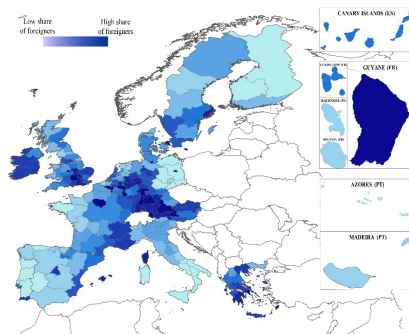 Low share
of foreigners
High share
of foreigners
CANARY ISLANDS (ES)
GUYANE (FR)
AZORES (PT)
MADEIRA (PT)